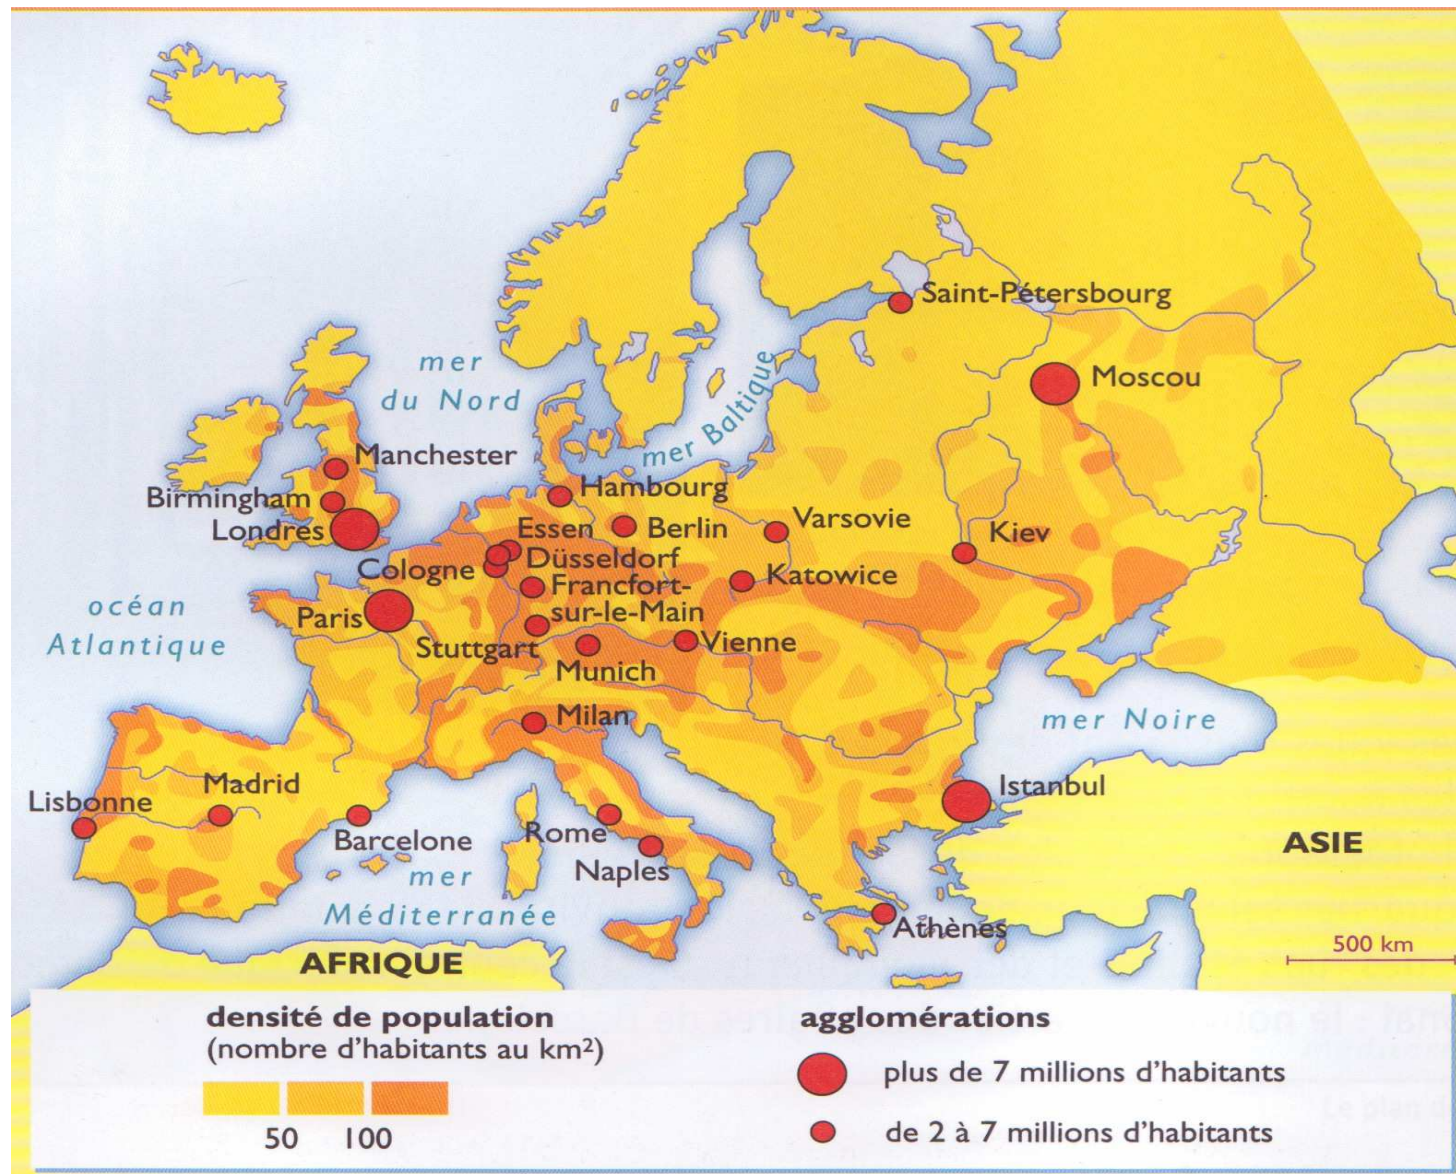 Saint-Pétersbourg
mer
du Nord
mer Baltique
Moscou
Manchester
Birmingham
Londres
Hambourg
Essen
Berlin
Varsovie
Kiev
Düsseldorf
Cologne
Francfort-
sur-le-Main
Katowice
océan
Atlantique
Paris
Stuttgart
Vienne
Munich
Milan
mer Noire
Madrid
Lisbonne
Barcelone
Rome
Naples
Istanbul
ASIE
mer
Méditerranée
Athènes
AFRIQUE
500 km
densité de population
(nombre d'habitants au km²)
50 100
agglomérations
plus de 7 millions d'habitants
de 2 à 7 millions d'habitants